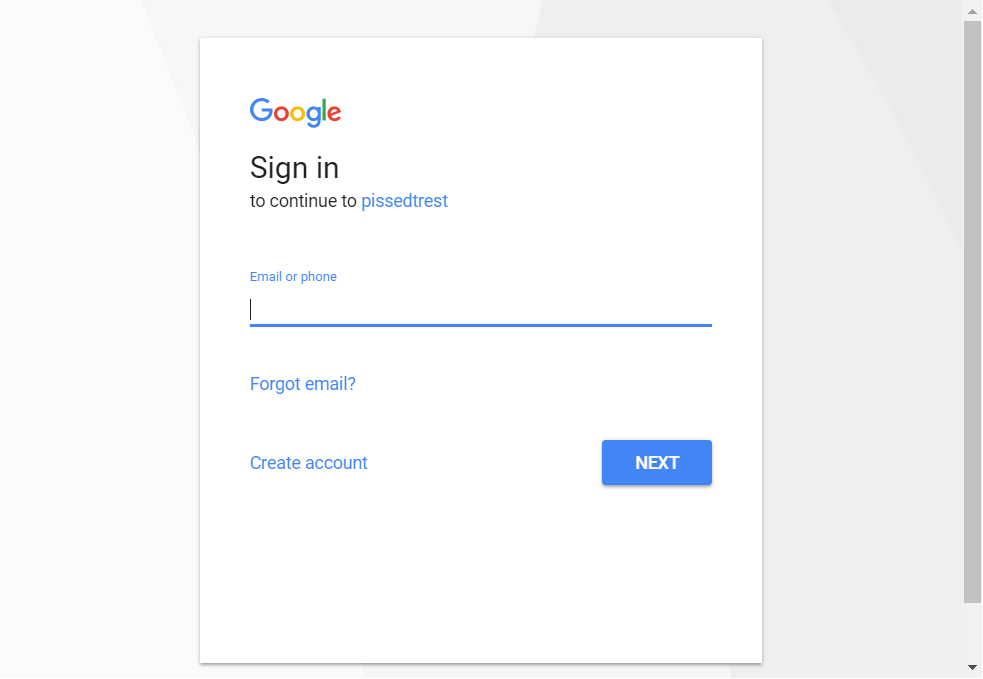 Google
Sign in
to continue to pissedtrest
Email or phone
Forgot email?
Create account
NEXT